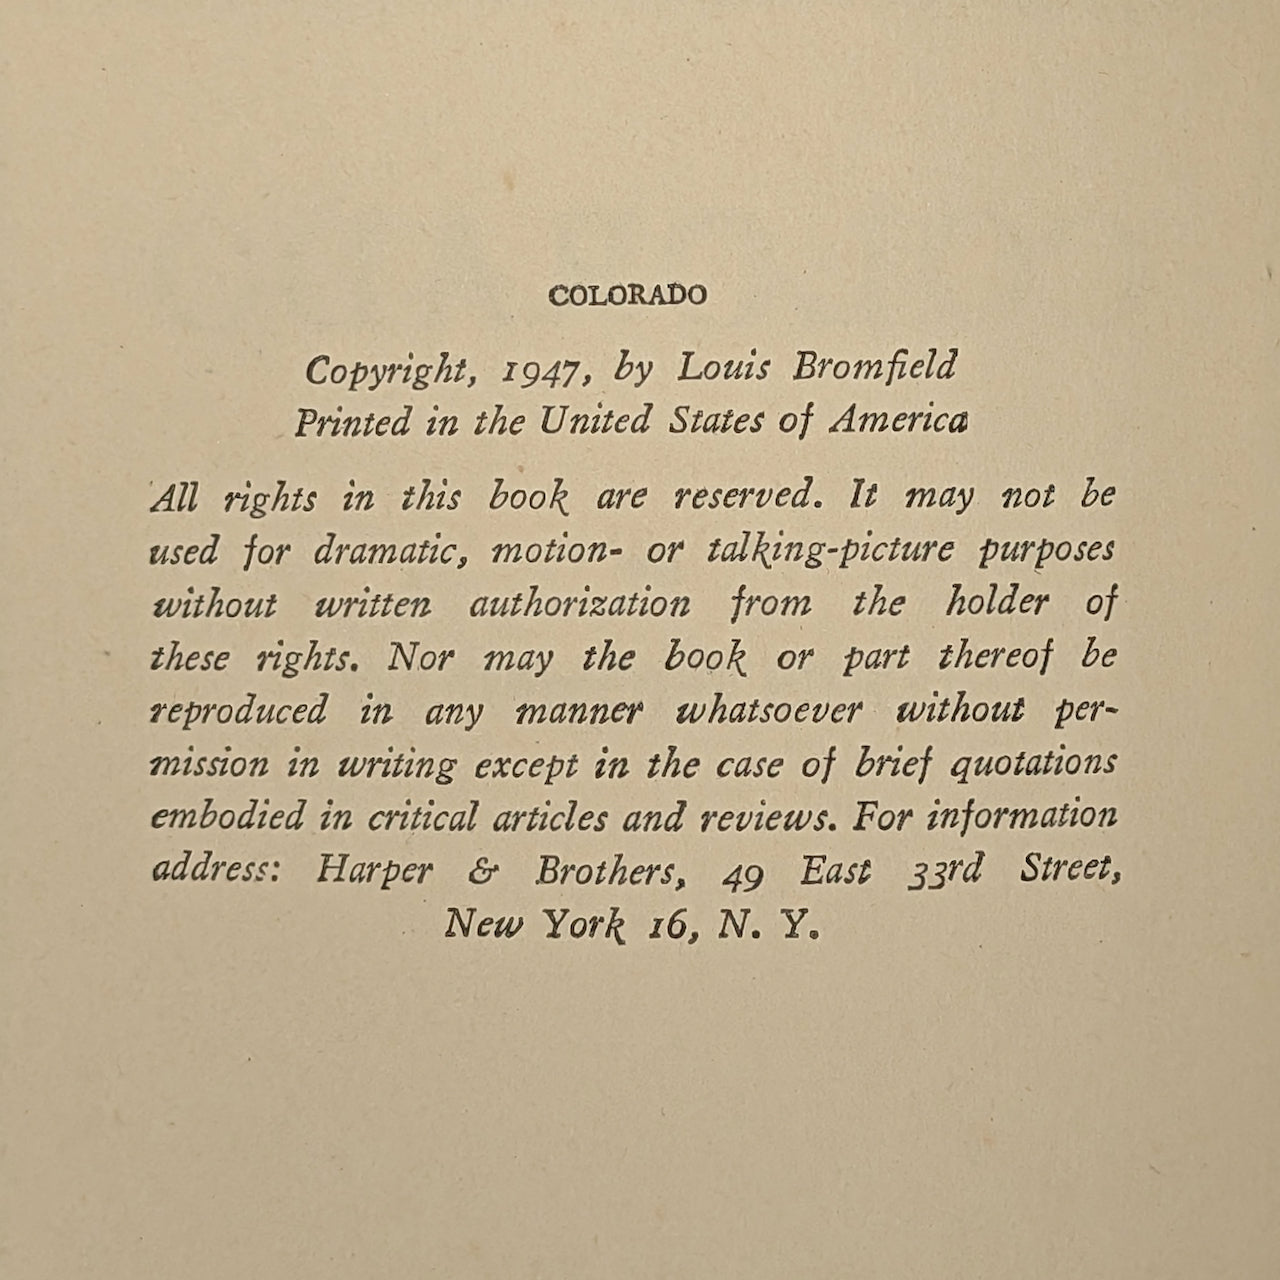 COLORADO
Copyright, 1947, by Louis Bromfield
Printed in the United States of America
All rights in this book are reserved. It may not be
used for dramatic, motion- or talking-picture purposes
without written authorization from the holder of
these rights. Nor may the book or part thereof be
reproduced in any manner whatsoever without per-
mission in writing except in the case of brief quotations
embodied in critical articles and reviews. For information
address: Harper & Brothers, 49 East 33rd Street,
New York 16, N. Y.